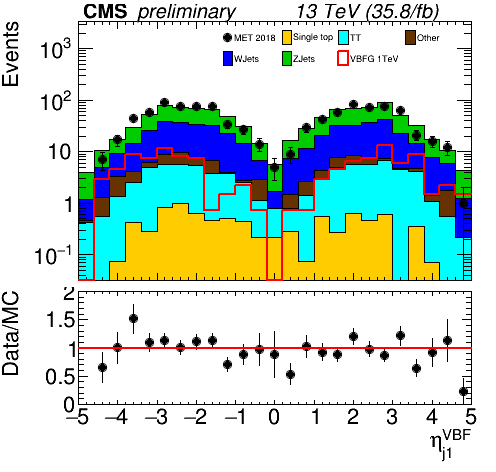 CMS preliminary 13 TeV (35.8/fb)
Events
MET 2018 Single top TT Other
WJets ZJets VBFG 1TeV
10³
10²
10
1
10⁻¹
Data/MC
2
1.5
1
0.5
0
−5 −4 −3 −2 −1 0 1 2 3 4 5
η_j1^VBF